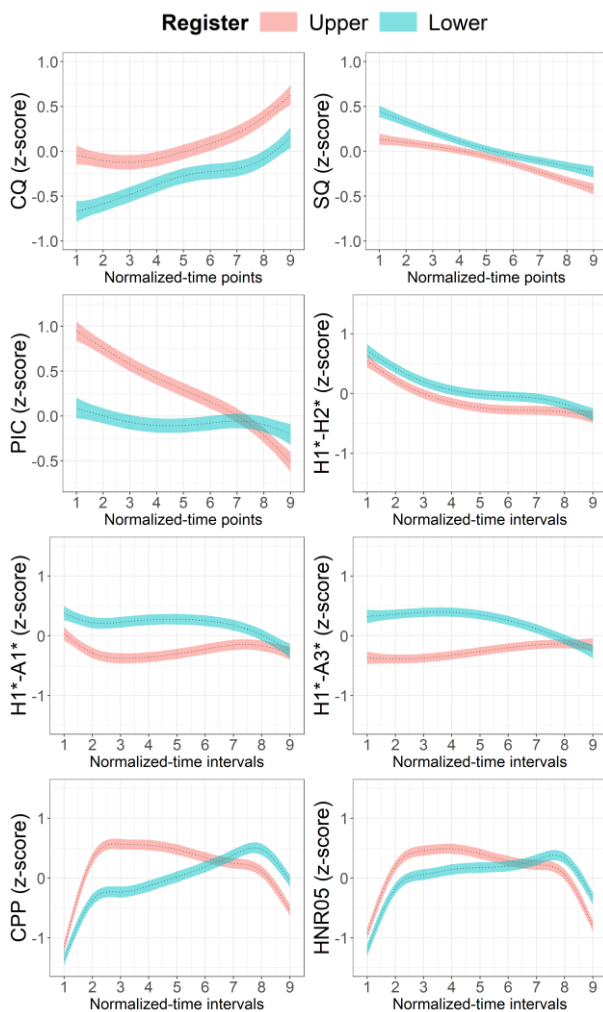 Register Upper Lower
CQ (z-score)
1.0
0.5
0.0
-0.5
-1.0
1 2 3 4 5 6 7 8 9
Normalized-time points
SQ (z-score)
1.0
0.5
0.0
-0.5
-1.0
1 2 3 4 5 6 7 8 9
Normalized-time points
PIC (z-score)
1.0
0.5
0.0
-0.5
1 2 3 4 5 6 7 8 9
Normalized-time points
H1*-H2* (z-score)
1
0
-1
1 2 3 4 5 6 7 8 9
Normalized-time intervals
H1*-A1* (z-score)
1
0
-1
1 2 3 4 5 6 7 8 9
Normalized-time intervals
H1*-A3* (z-score)
1
0
-1
1 2 3 4 5 6 7 8 9
Normalized-time intervals
CPP (z-score)
1
0
-1
1 2 3 4 5 6 7 8 9
Normalized-time intervals
HNR05 (z-score)
1
0
-1
1 2 3 4 5 6 7 8 9
Normalized-time intervals